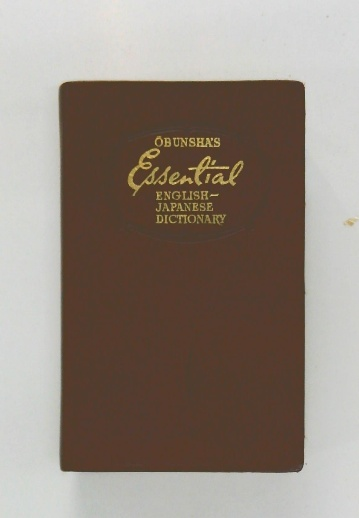 ŌBUNSHA'S
Essential
ENGLISH-
JAPANESE
DICTIONARY